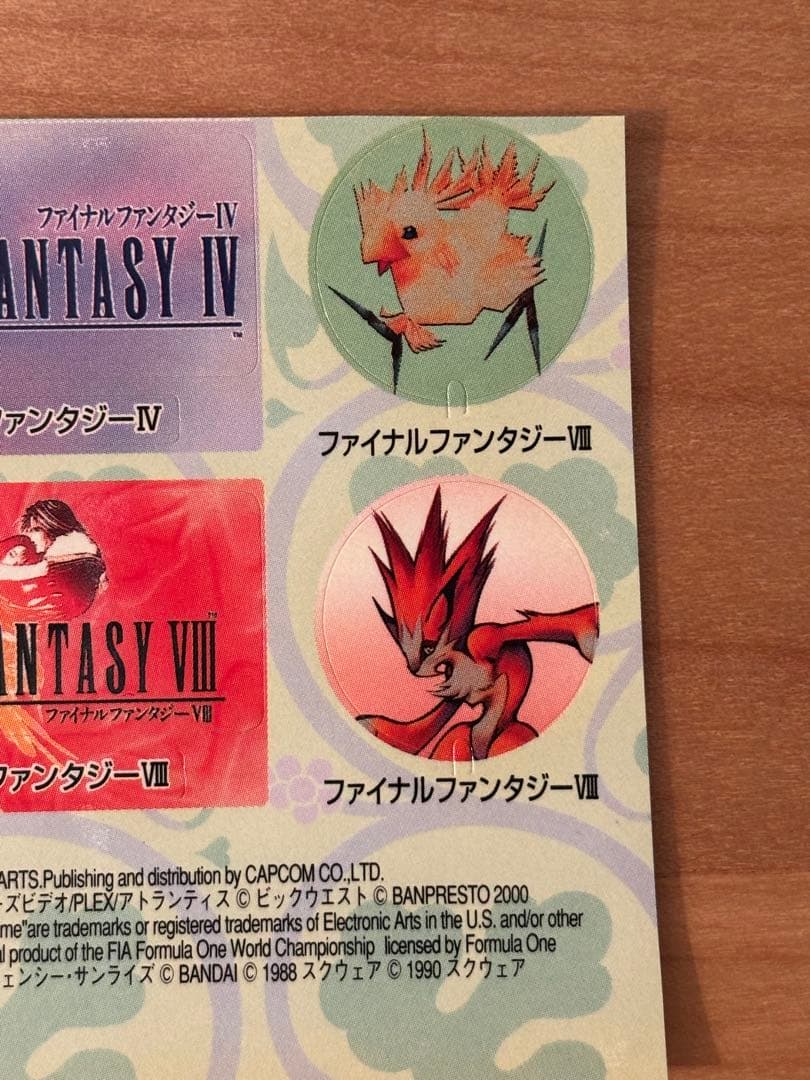 ファイナルファンタジーIV
ANTASY IV
™
ファンタジーIV
ファイナルファンタジーVIII
™
NTASY VIII
ファイナルファンタジーVIII
ファンタジーVIII
ファイナルファンタジーVIII
ARTS.Publishing and distribution by CAPCOM CO.,LTD.
ーズビデオ/PLEX/アトランティス © ビックウエスト © BANPRESTO 2000
me"are trademarks or registered trademarks of Electronic Arts in the U.S. and/or other
al product of the FIA Formula One World Championship licensed by Formula One
ェンシー・サンライズ © BANDAI © 1988 スクウェア © 1990 スクウェア